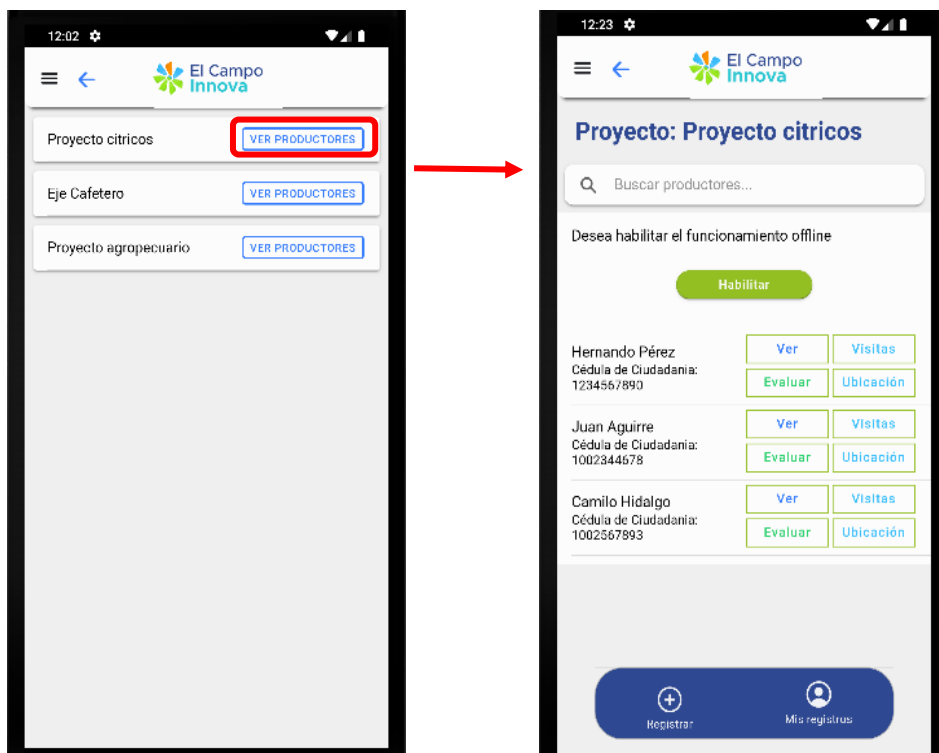 12:02
El Campo
Innova
Proyecto citricos
VER PRODUCTORES
Eje Cafetero
VER PRODUCTORES
Proyecto agropecuario
VER PRODUCTORES
12:23
El Campo
Innova
Proyecto: Proyecto citricos
Buscar productores...
Desea habilitar el funcionamiento offline
Habilitar
Hernando Pérez
Cédula de Ciudadania:
1234567890
Ver
Visitas
Evaluar
Ubicación
Juan Aguirre
Cédula de Ciudadania:
1002344678
Ver
Visitas
Evaluar
Ubicación
Camilo Hidalgo
Cédula de Ciudadania:
1002567893
Ver
Visitas
Evaluar
Ubicación
Registrar
Mis registros